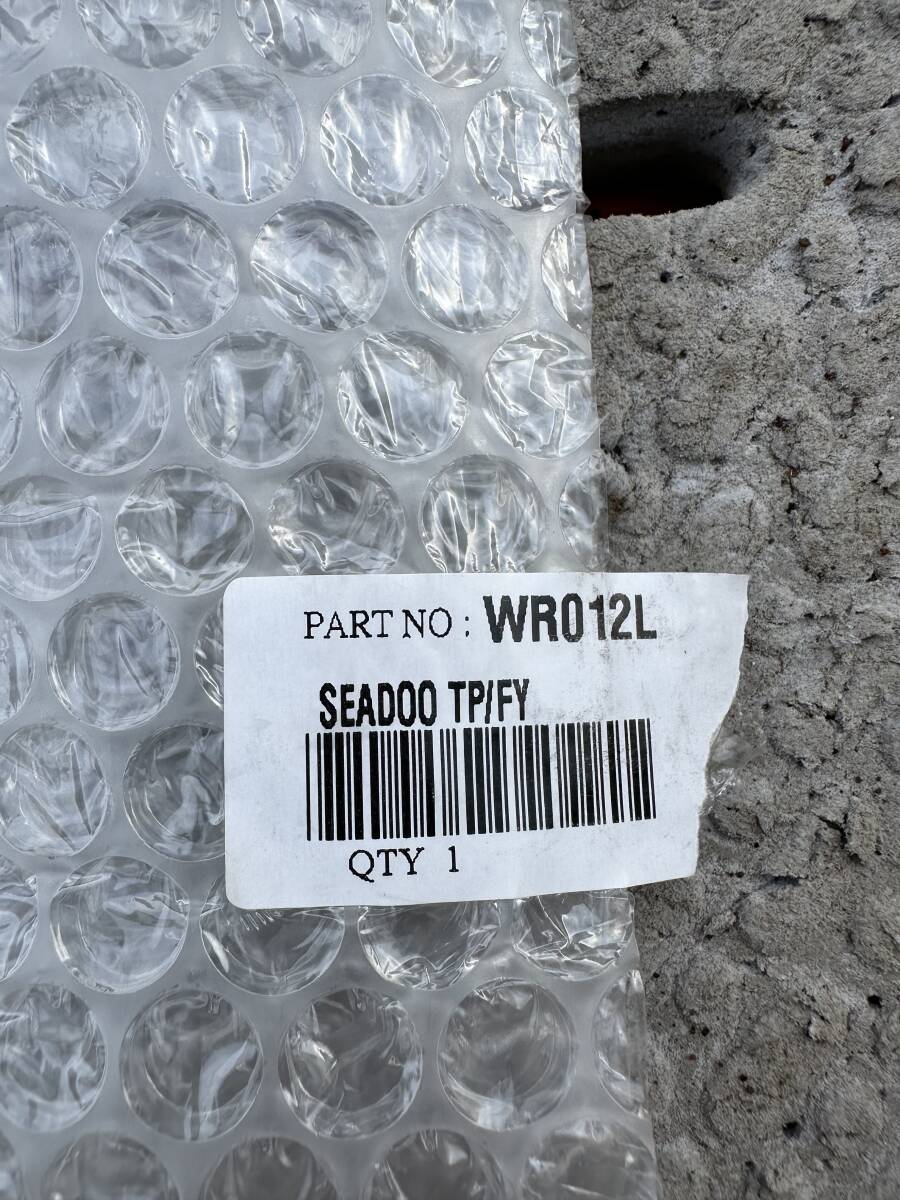 PART NO : WR012L
SEADOO TP/FY
QTY 1